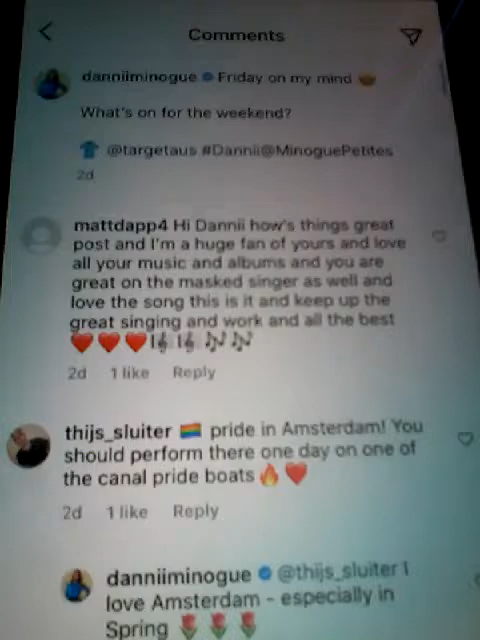 Comments
danniiminogue Friday on my mind 😊
What's on for the weekend?
👕 @targetaus #Dannii@MinoguePetites
2d
mattdapp4 Hi Dannii how's things great
post and I'm a huge fan of yours and love
all your music and albums and you are
great on the masked singer as well and
love the song this is it and keep up the
great singing and work and all the best
❤️❤️❤️🎼🎼🎶🎶
2d 1 like Reply
thijs_sluiter 🏳️‍🌈 pride in Amsterdam! You
should perform there one day on one of
the canal pride boats 🔥❤️
2d 1 like Reply
danniiminogue @thijs_sluiter I
love Amsterdam - especially in
Spring 🌷🌷🌷